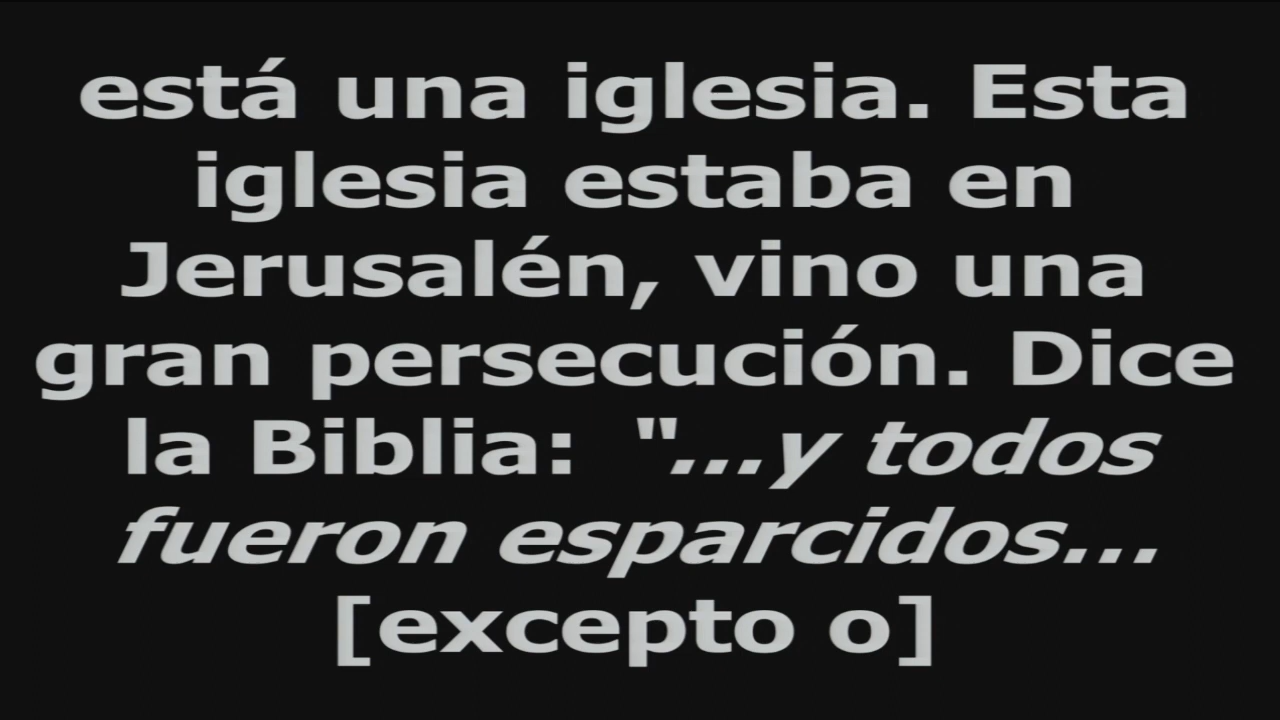 está una iglesia. Esta
iglesia estaba en
Jerusalén, vino una
gran persecución. Dice
la Biblia: "...y todos
fueron esparcidos...
[excepto o]